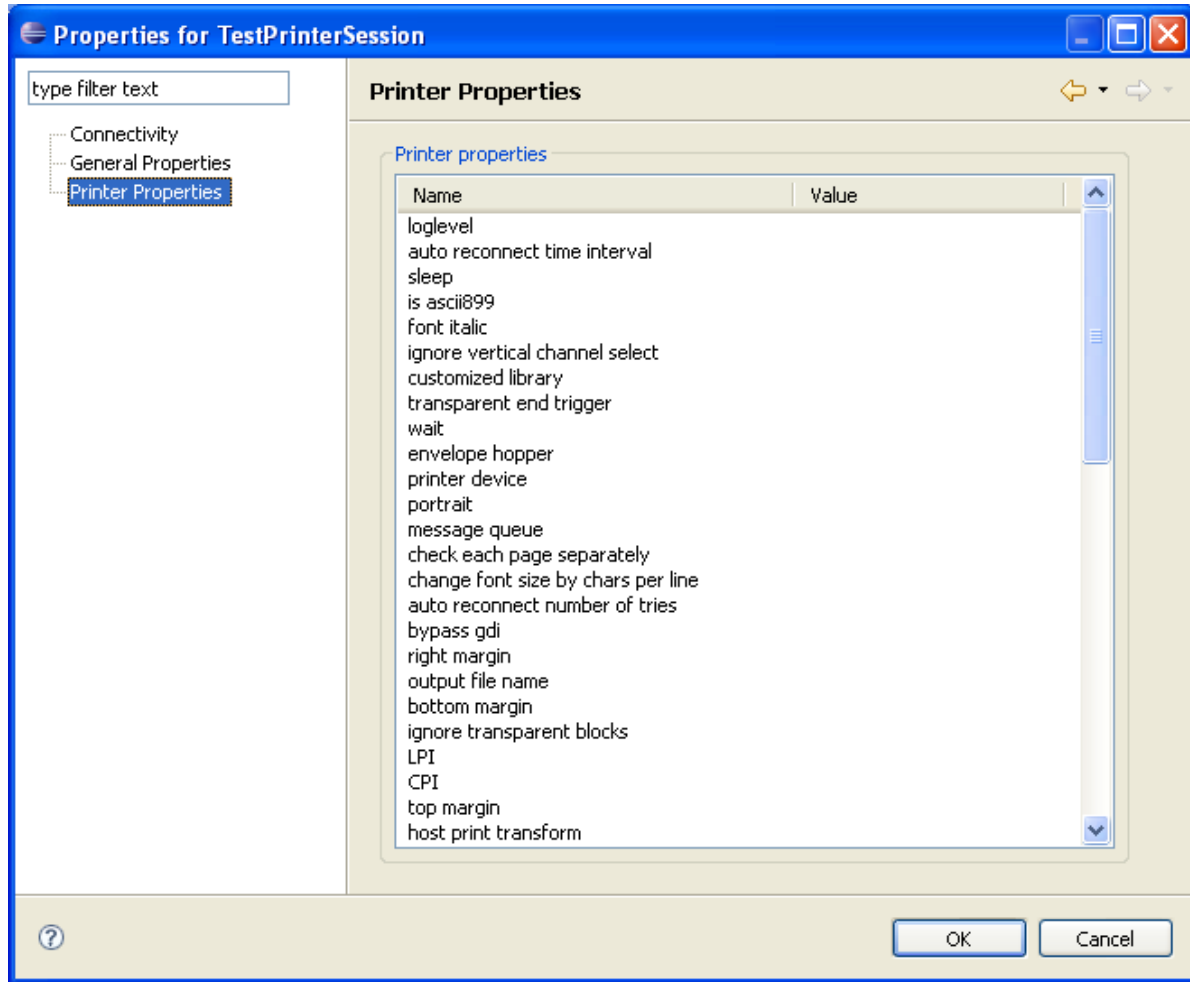 Properties for TestPrinterSession
type filter text
Connectivity
General Properties
Printer Properties
Printer Properties
Printer properties
Name Value
loglevel
auto reconnect time interval
sleep
is ascii899
font italic
ignore vertical channel select
customized library
transparent end trigger
wait
envelope hopper
printer device
portrait
message queue
check each page separately
change font size by chars per line
auto reconnect number of tries
bypass gdi
right margin
output file name
bottom margin
ignore transparent blocks
LPI
CPI
top margin
host print transform
?
OK Cancel